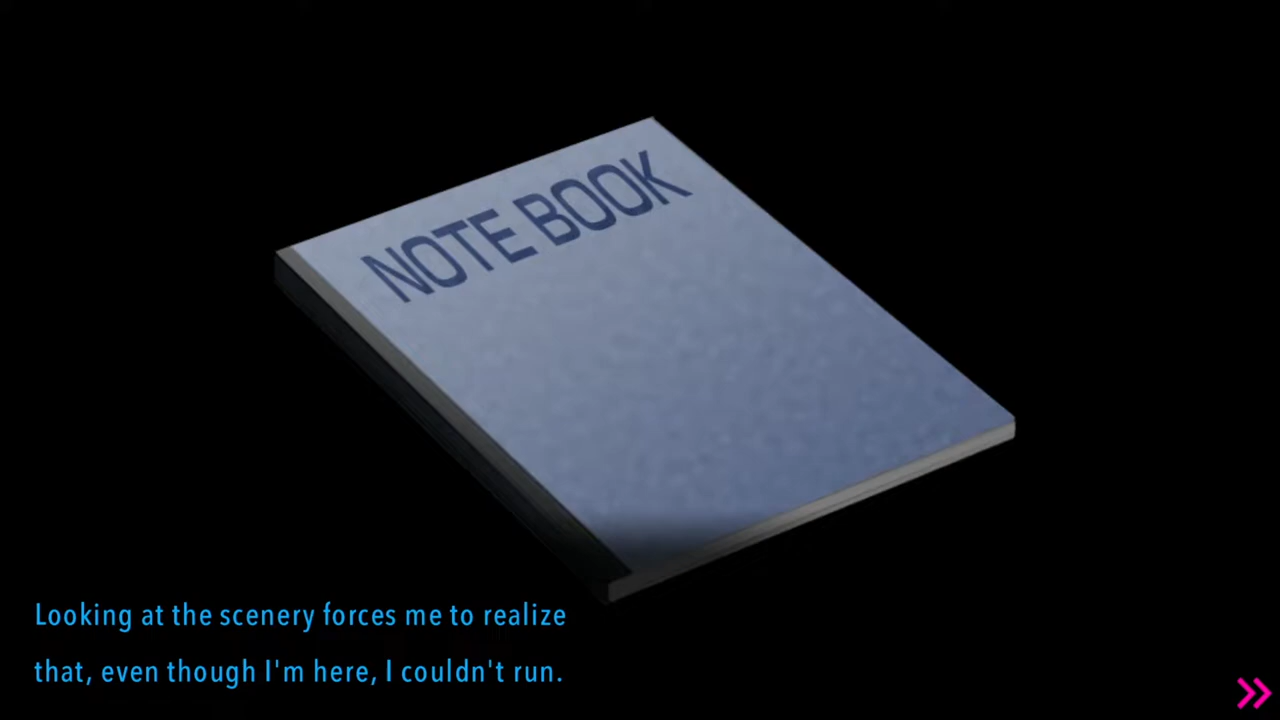 NOTE BOOK
Looking at the scenery forces me to realize
that, even though I'm here, I couldn't run.